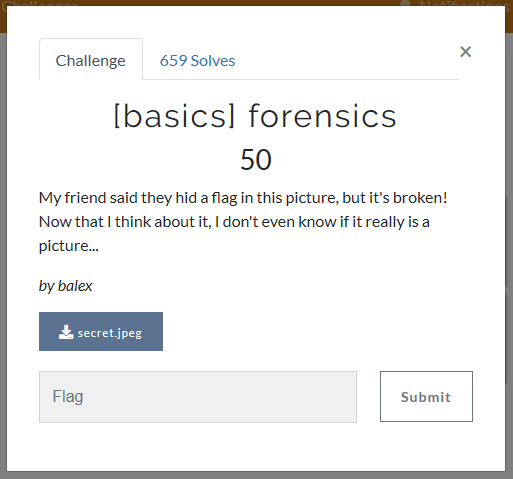 Challenges
Notifications
Challenge
659 Solves
×
[basics] forensics
50
My friend said they hid a flag in this picture, but it's broken!
Now that I think about it, I don't even know if it really is a
picture...
by balex
secret.jpeg
Flag
Submit